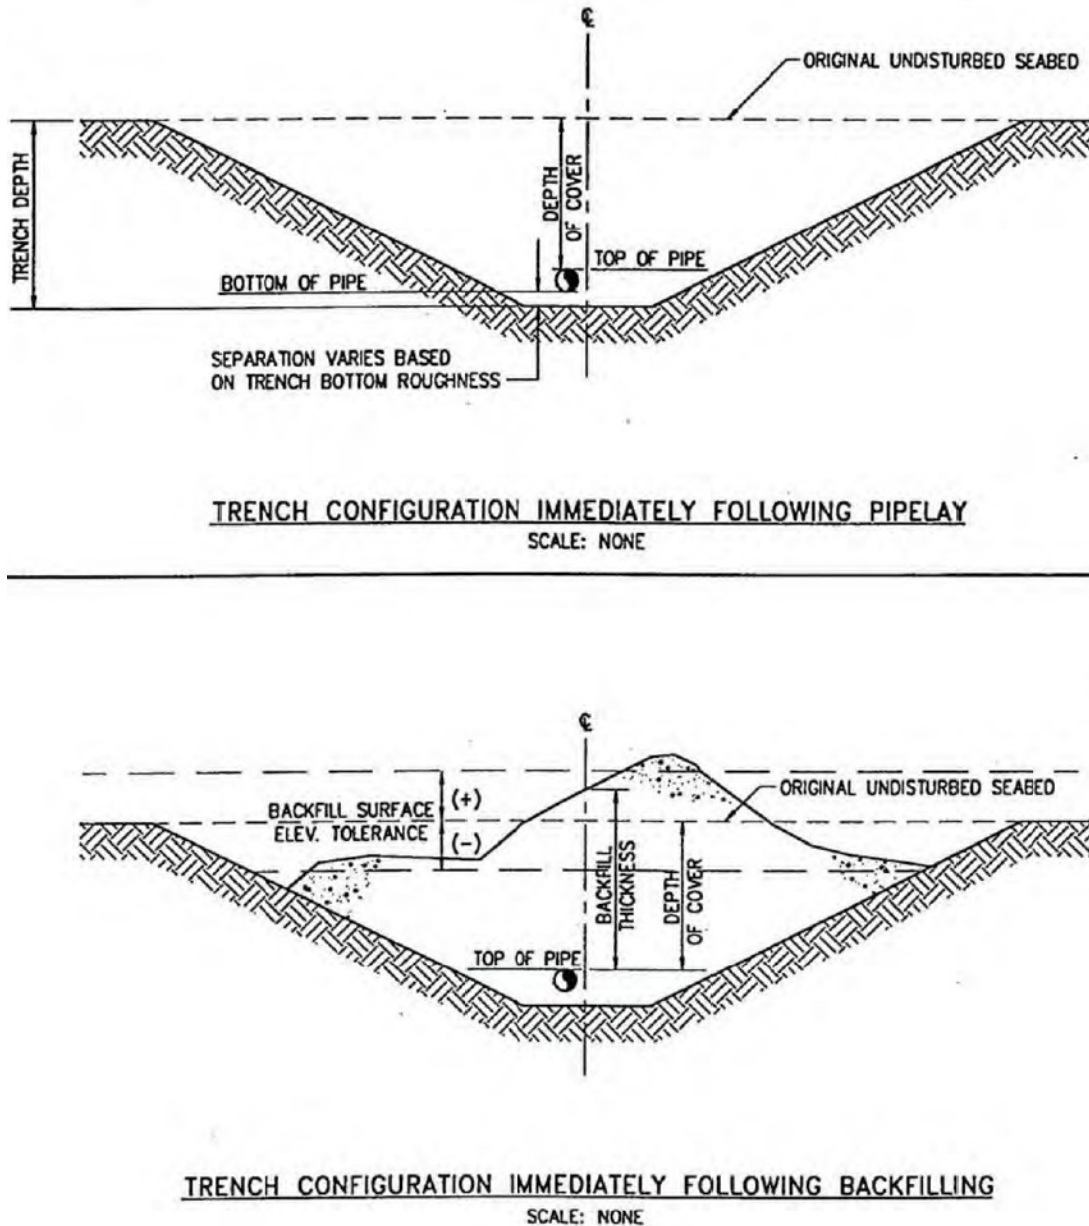 ℄
ORIGINAL UNDISTURBED SEABED
TRENCH DEPTH
DEPTH
OF COVER
TOP OF PIPE
BOTTOM OF PIPE
SEPARATION VARIES BASED
ON TRENCH BOTTOM ROUGHNESS
TRENCH CONFIGURATION IMMEDIATELY FOLLOWING PIPELAY
SCALE: NONE
℄
BACKFILL SURFACE
ELEV. TOLERANCE
(+)
(-)
ORIGINAL UNDISTURBED SEABED
BACKFILL
THICKNESS
DEPTH
OF COVER
TOP OF PIPE
TRENCH CONFIGURATION IMMEDIATELY FOLLOWING BACKFILLING
SCALE: NONE